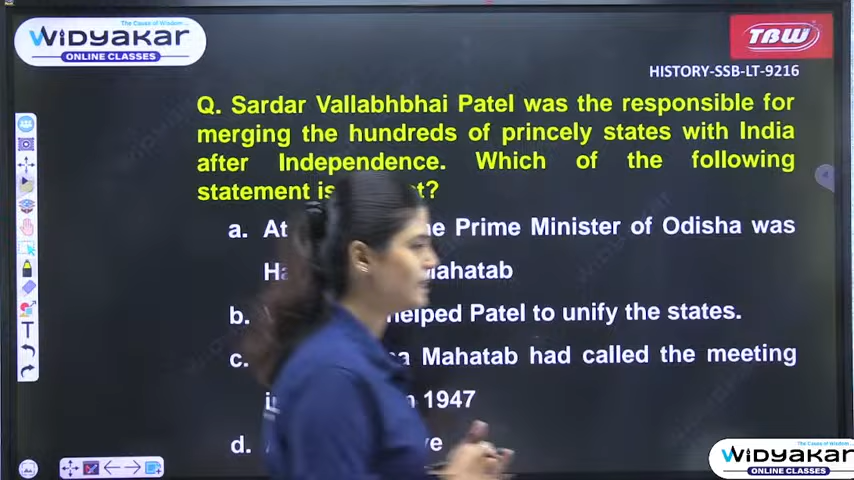 The Cause of Wisdom...
WiDYAKAR
ONLINE CLASSES
TBW
HISTORY-SSB-LT-9216
Q. Sardar Vallabhbhai Patel was the responsible for
merging the hundreds of princely states with India
after Independence. Which of the following
statement is
a. At Prime Minister of Odisha was
Mahatab
b. helped Patel to unify the states.
c. Mahatab had called the meeting
1947
d.
The Cause of Wisdom...
WiDYAKAR
ONLINE CLASSES